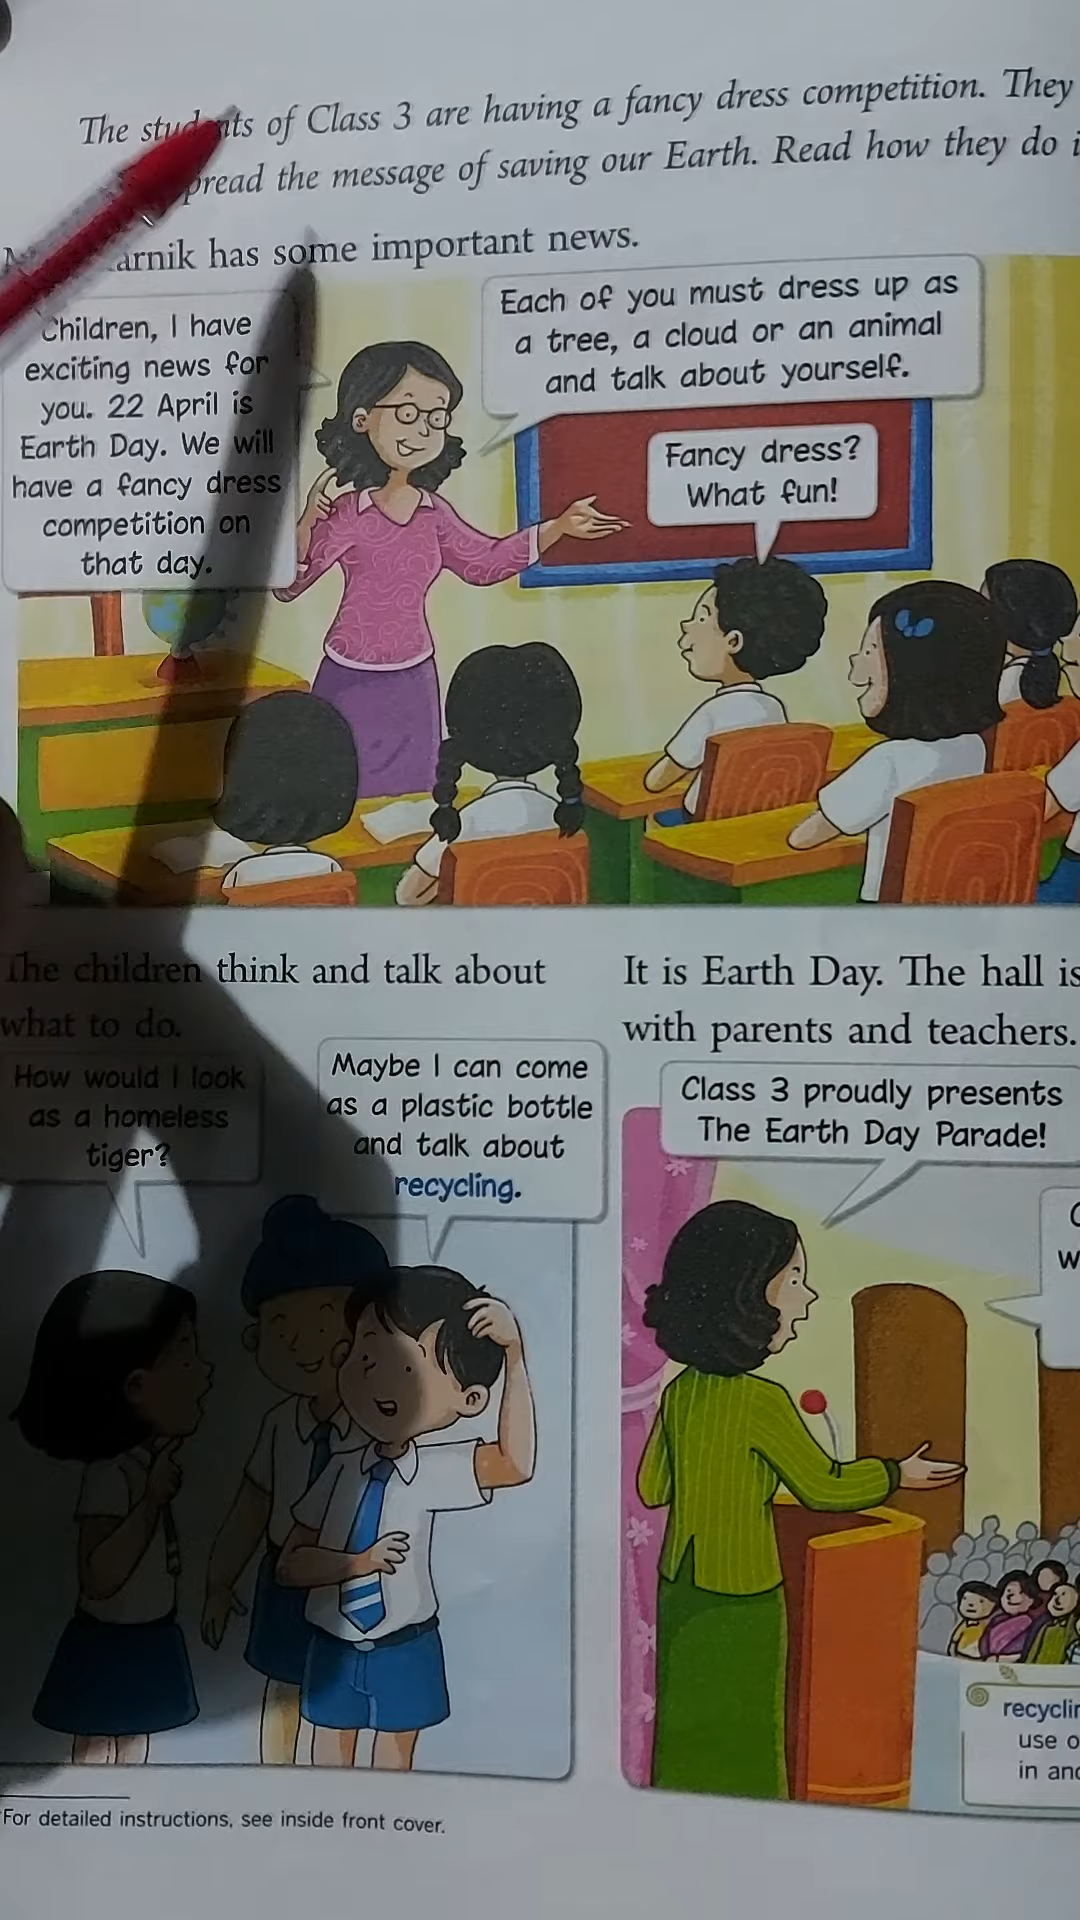 The students of Class 3 are having a fancy dress competition. They
spread the message of saving our Earth. Read how they do
arnik has some important news.
Children, I have
exciting news for
you. 22 April is
Earth Day. We will
have a fancy dress
competition on
that day.
Each of you must dress up as
a tree, a cloud or an animal
and talk about yourself.
Fancy dress?
What fun!
The children think and talk about
what to do.
How would I look
as a homeless
tiger?
Maybe I can come
as a plastic bottle
and talk about
recycling.
It is Earth Day. The hall is
with parents and teachers.
Class 3 proudly presents
The Earth Day Parade!
use
in
For detailed instructions, see inside front cover.